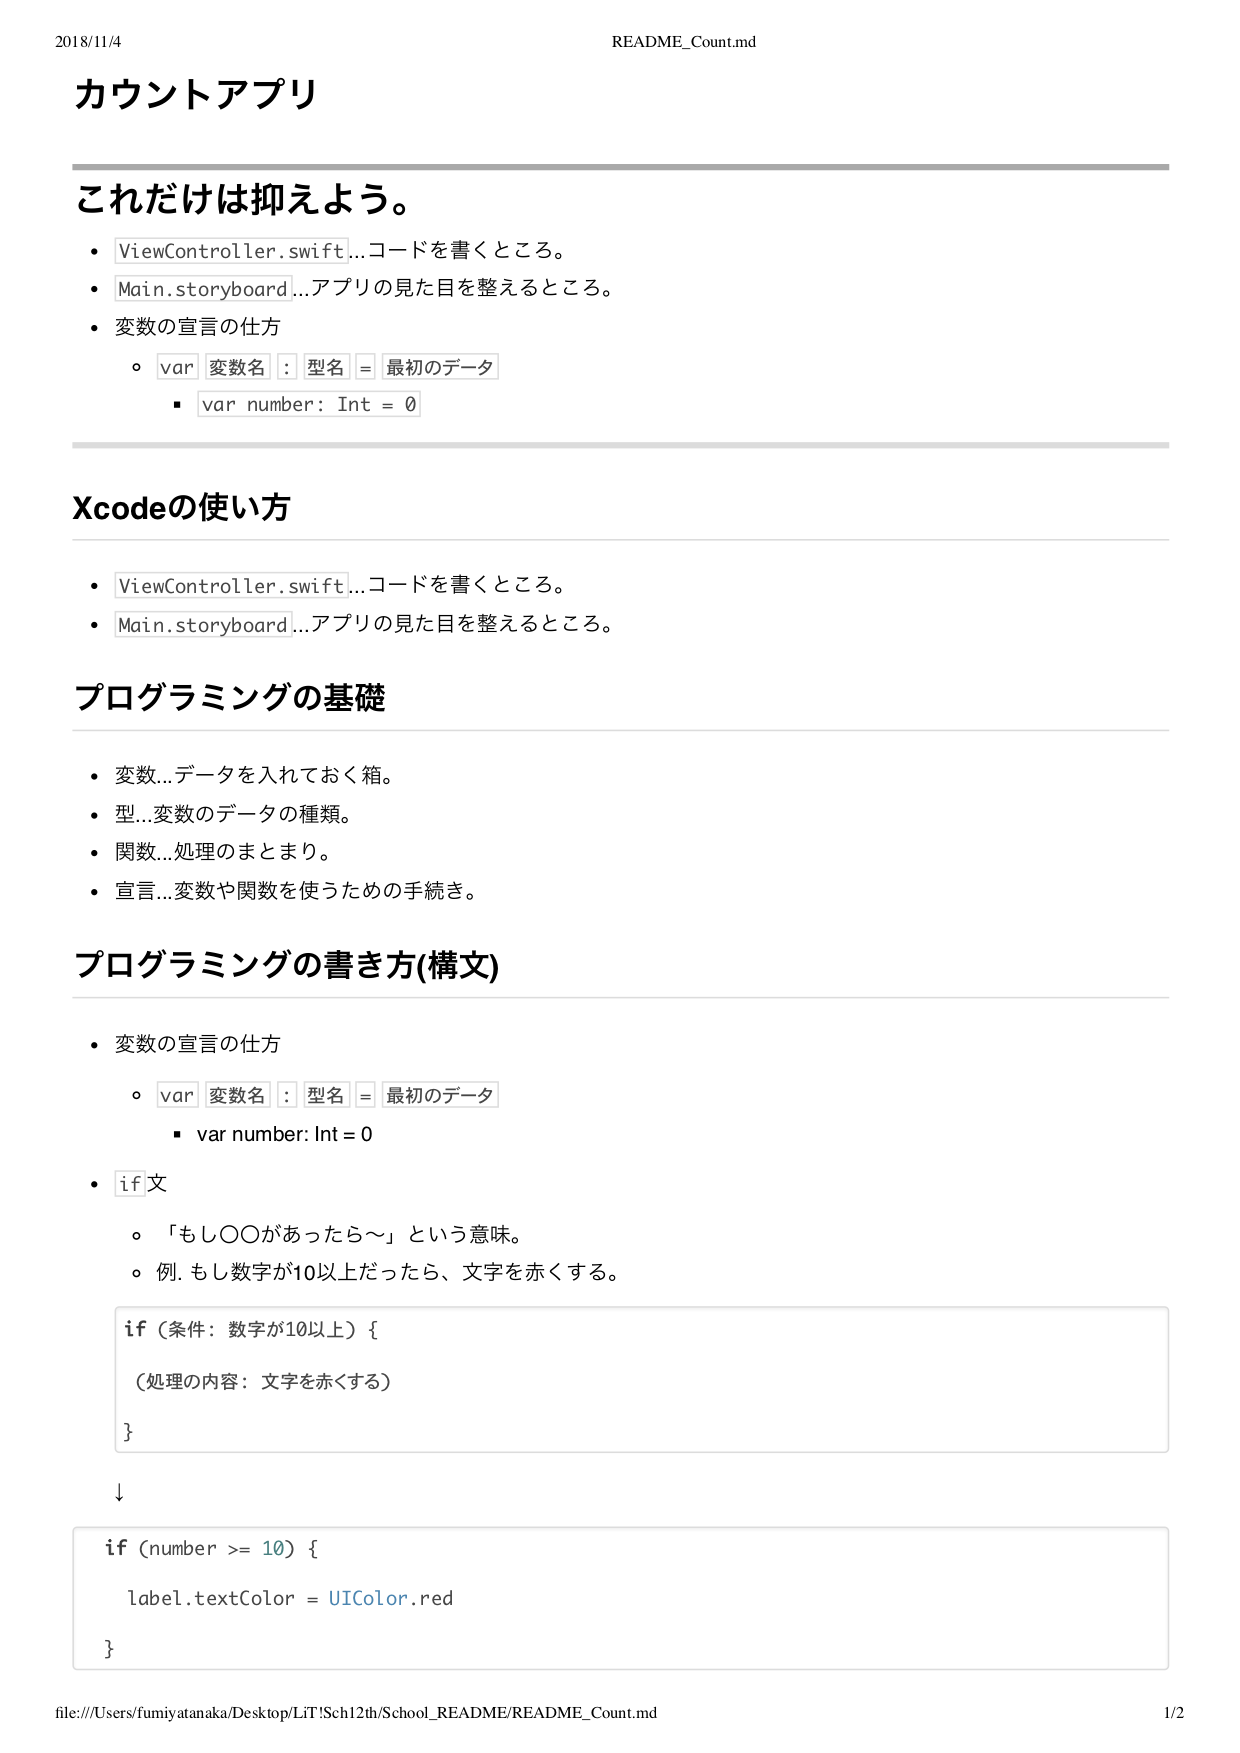 2018/11/4 README_Count.md
カウントアプリ
これだけは抑えよう。
ViewController.swift...コードを書くところ。
Main.storyboard...アプリの見た目を整えるところ。
変数の宣言の仕方
var 変数名 : 型名 = 最初のデータ
var number: Int = 0
Xcodeの使い方
ViewController.swift...コードを書くところ。
Main.storyboard...アプリの見た目を整えるところ。
プログラミングの基礎
変数...データを入れておく箱。
型...変数のデータの種類。
関数...処理のまとまり。
宣言...変数や関数を使うための手続き。
プログラミングの書き方(構文)
変数の宣言の仕方
var 変数名 : 型名 = 最初のデータ
var number: Int = 0
if文
「もし〇〇があったら〜」という意味。
例. もし数字が10以上だったら、文字を赤くする。
if (条件: 数字が10以上) {
(処理の内容: 文字を赤くする)
}
↓
if (number >= 10) {
label.textColor = UIColor.red
}
file:///Users/fumiyatanaka/Desktop/LiT!Sch12th/School_README/README_Count.md 1/2